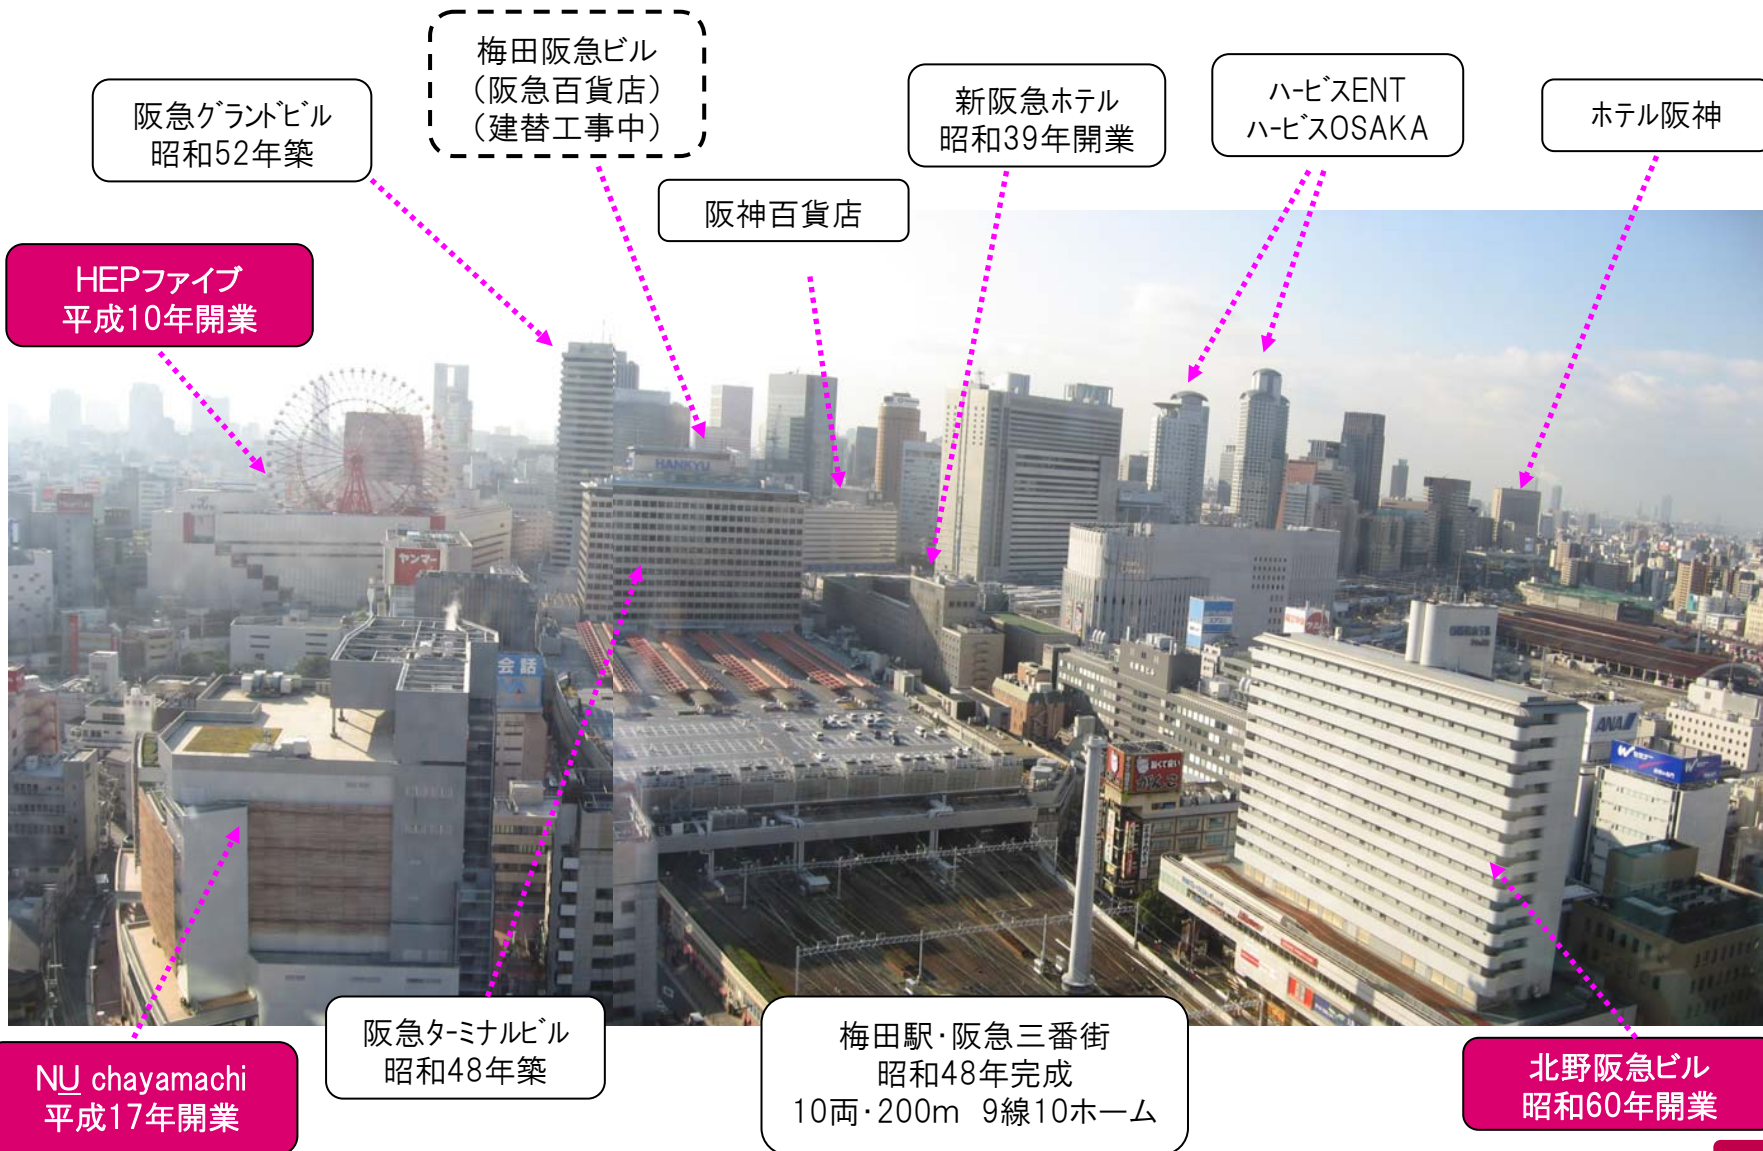 梅田阪急ビル
（阪急百貨店）
（建替工事中）
阪急グランドビル
昭和52年築
新阪急ホテル
昭和39年開業
ハービスENT
ハービスOSAKA
ホテル阪神
阪神百貨店
HEPファイブ
平成10年開業
HANKYU
ヤンマー
会話
ANA
がんこ
NU chayamachi
平成17年開業
阪急ターミナルビル
昭和48年築
梅田駅・阪急三番街
昭和48年完成
10両・200m 9線10ホーム
北野阪急ビル
昭和60年開業